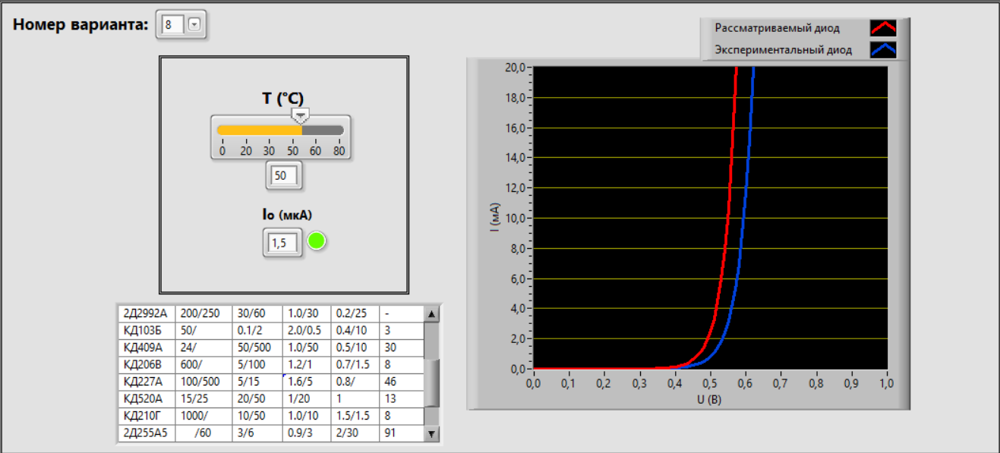 Номер варианта: 8
Рассматриваемый диод
Экспериментальный диод
T (°C)
0 20 30 50 60 80
50
Io (мкА)
1,5
20,0
18,0
16,0
14,0
12,0
10,0
8,0
6,0
4,0
2,0
0,0
I (мА)
0,0 0,1 0,2 0,3 0,4 0,5 0,6 0,7 0,8 0,9 1,0
U (В)
2Д2992А 200/250 30/60 1.0/30 0.2/25 -
КД103Б 50/ 0.1/2 2.0/0.5 0.4/10 3
КД409А 24/ 50/500 1.0/50 0.5/10 30
КД206В 600/ 5/100 1.2/1 0.7/1.5 8
КД227А 100/500 5/15 1.6/5 0.8/ 46
КД520А 15/25 20/50 1/20 1 13
КД210Г 1000/ 10/50 1.0/10 1.5/1.5 8
2Д255А5 /60 3/6 0.9/3 2/30 91